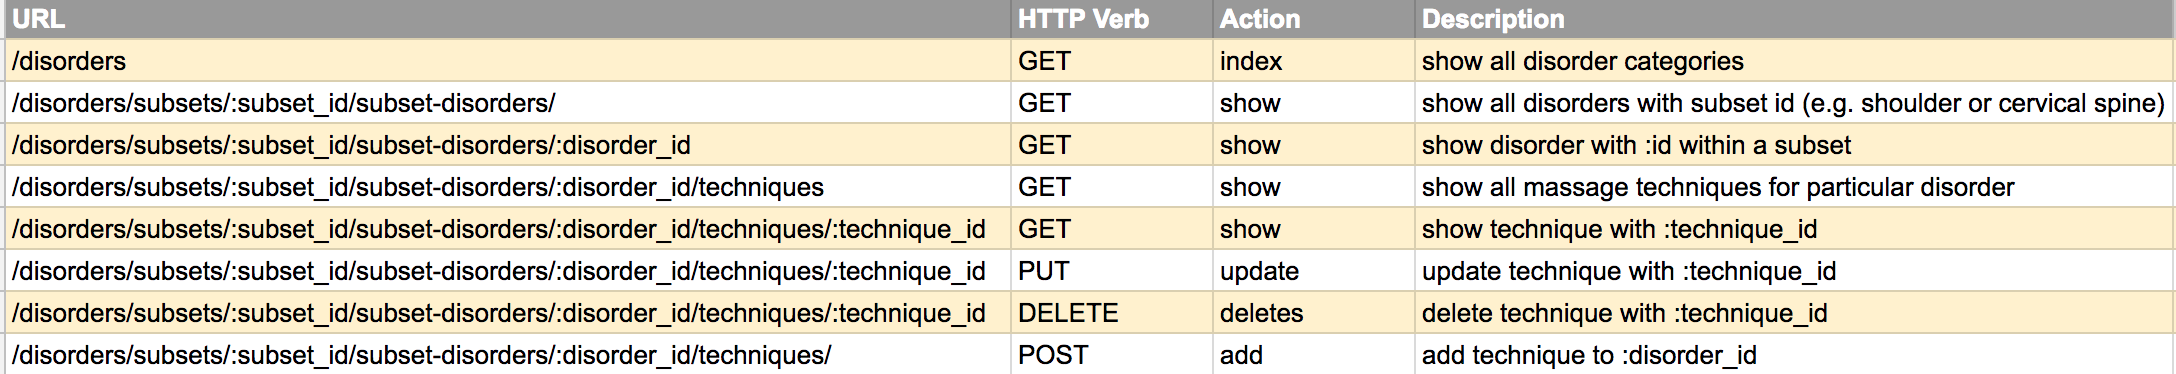 URL HTTP Verb Action Description
/disorders GET index show all disorder categories
/disorders/subsets/:subset_id/subset-disorders/ GET show show all disorders with subset id (e.g. shoulder or cervical spine)
/disorders/subsets/:subset_id/subset-disorders/:disorder_id GET show show disorder with :id within a subset
/disorders/subsets/:subset_id/subset-disorders/:disorder_id/techniques GET show show all massage techniques for particular disorder
/disorders/subsets/:subset_id/subset-disorders/:disorder_id/techniques/:technique_id GET show show technique with :technique_id
/disorders/subsets/:subset_id/subset-disorders/:disorder_id/techniques/:technique_id PUT update update technique with :technique_id
/disorders/subsets/:subset_id/subset-disorders/:disorder_id/techniques/:technique_id DELETE deletes delete technique with :technique_id
/disorders/subsets/:subset_id/subset-disorders/:disorder_id/techniques/ POST add add technique to :disorder_id